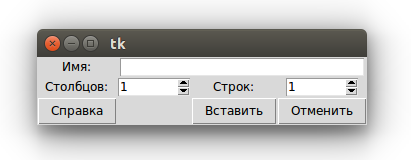 tk
Имя:
Столбцов: 1 Строк: 1
Справка Вставить Отменить